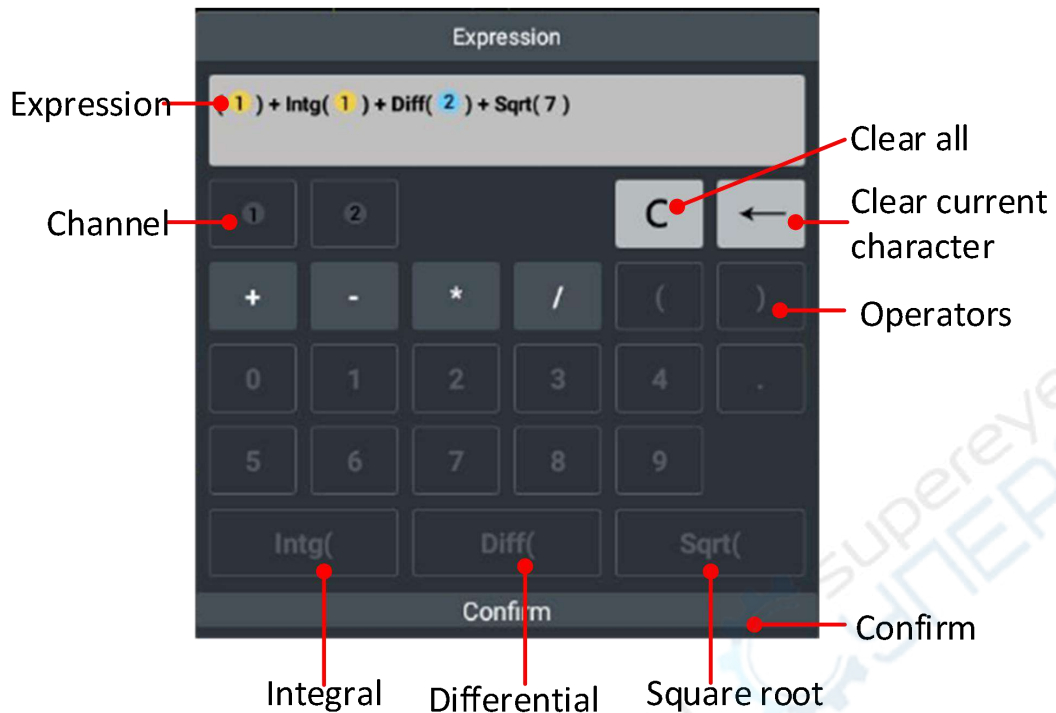 Expression
Expression
( 1 ) + Intg( 1 ) + Diff( 2 ) + Sqrt( 7 )
Clear all
Channel
1 2 C ←
Clear current
character
+ - * / ( )
Operators
0 1 2 3 4 .
5 6 7 8 9
Intg( Diff( Sqrt(
Confirm
Confirm
Integral Differential Square root
supereye